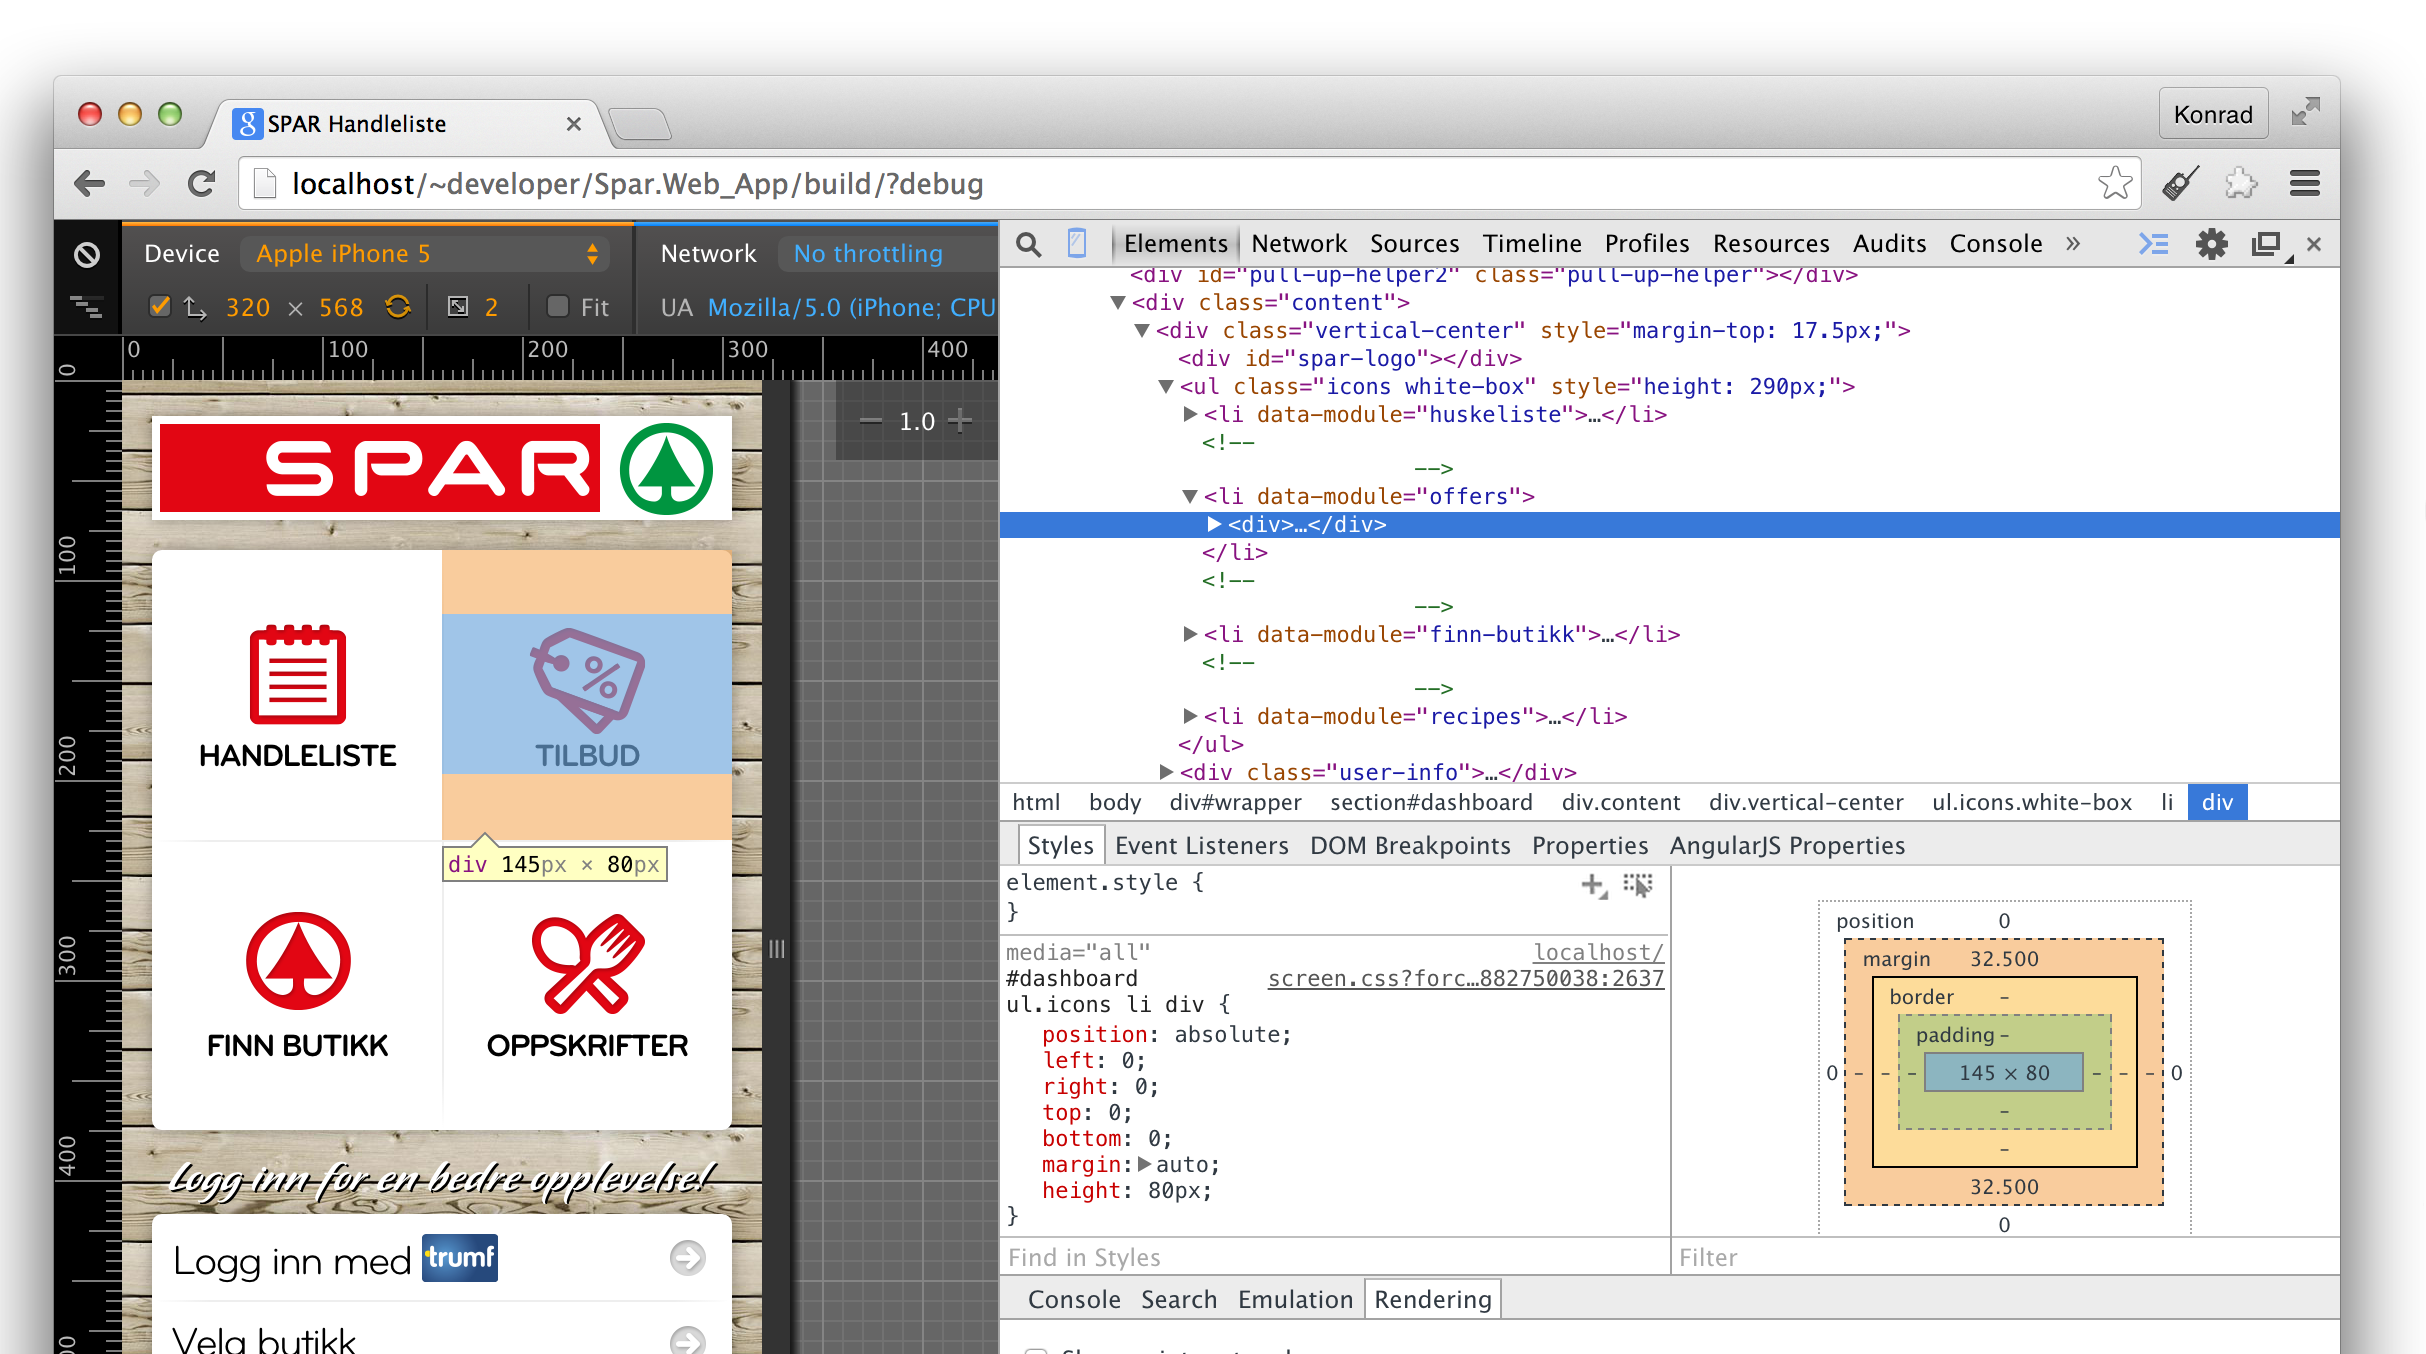 SPAR Handleliste
Konrad
localhost/~developer/Spar.Web_App/build/?debug
Device Apple iPhone 5 Network No throttling
320 × 568 2 Fit UA Mozilla/5.0 (iPhone; CPU
0 100 200 300 400
0
100
200
300
400
1.0
SPAR
HANDLELISTE
TILBUD
div 145px × 80px
FINN BUTIKK
OPPSKRIFTER
Logg inn for en bedre opplevelse!
Logg inn med trumf
Velg butikk
Elements Network Sources Timeline Profiles Resources Audits Console »
<div id="pull-up-helper2" class="pull-up-helper"></div>
<div class="content">
<div class="vertical-center" style="margin-top: 17.5px;">
<div id="spar-logo"></div>
<ul class="icons white-box" style="height: 290px;">
<li data-module="huskeliste">…</li>
<!--
-->
<li data-module="offers">
<div>…</div>
</li>
<!--
-->
<li data-module="finn-butikk">…</li>
<!--
-->
<li data-module="recipes">…</li>
</ul>
<div class="user-info">…</div>
html body div#wrapper section#dashboard div.content div.vertical-center ul.icons.white-box li div
Styles Event Listeners DOM Breakpoints Properties AngularJS Properties
element.style {
}
media="all" localhost/
#dashboard screen.css?forc…882750038:2637
ul.icons li div {
position: absolute;
left: 0;
right: 0;
top: 0;
bottom: 0;
margin: auto;
height: 80px;
}
Find in Styles
position 0
margin 32.500
border -
padding -
0 - - - 145 × 80 - - - 0
-
-
32.500
0
Filter
Console Search Emulation Rendering